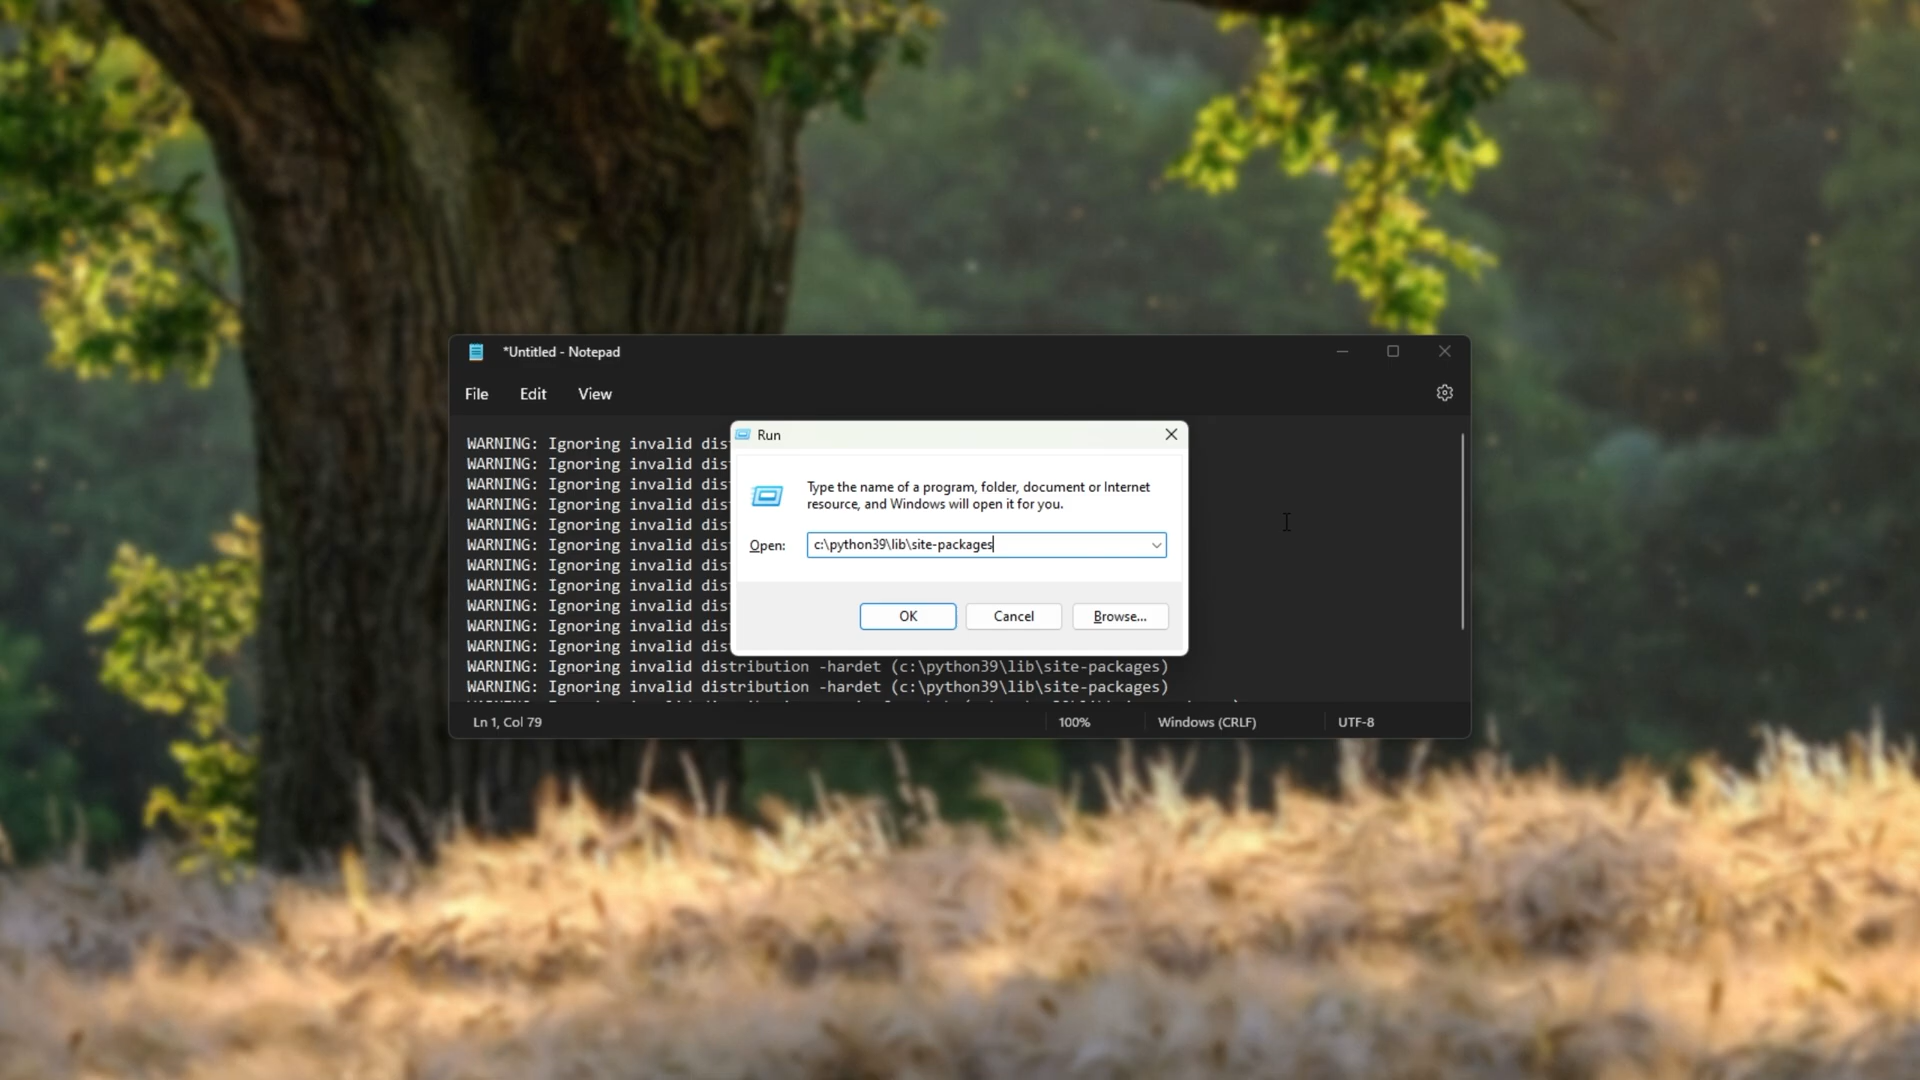 *Untitled - Notepad
File Edit View
Run
WARNING: Ignoring invalid dis
WARNING: Ignoring invalid dis
WARNING: Ignoring invalid dis
WARNING: Ignoring invalid dis
WARNING: Ignoring invalid dis
WARNING: Ignoring invalid dis
WARNING: Ignoring invalid dis
WARNING: Ignoring invalid dis
WARNING: Ignoring invalid dis
WARNING: Ignoring invalid dis
WARNING: Ignoring invalid dis
WARNING: Ignoring invalid distribution -hardet (c:\python39\lib\site-packages)
WARNING: Ignoring invalid distribution -hardet (c:\python39\lib\site-packages)
Type the name of a program, folder, document or Internet
resource, and Windows will open it for you.
Open: c:\python39\lib\site-packages
OK Cancel Browse...
Ln 1, Col 79 100% Windows (CRLF) UTF-8